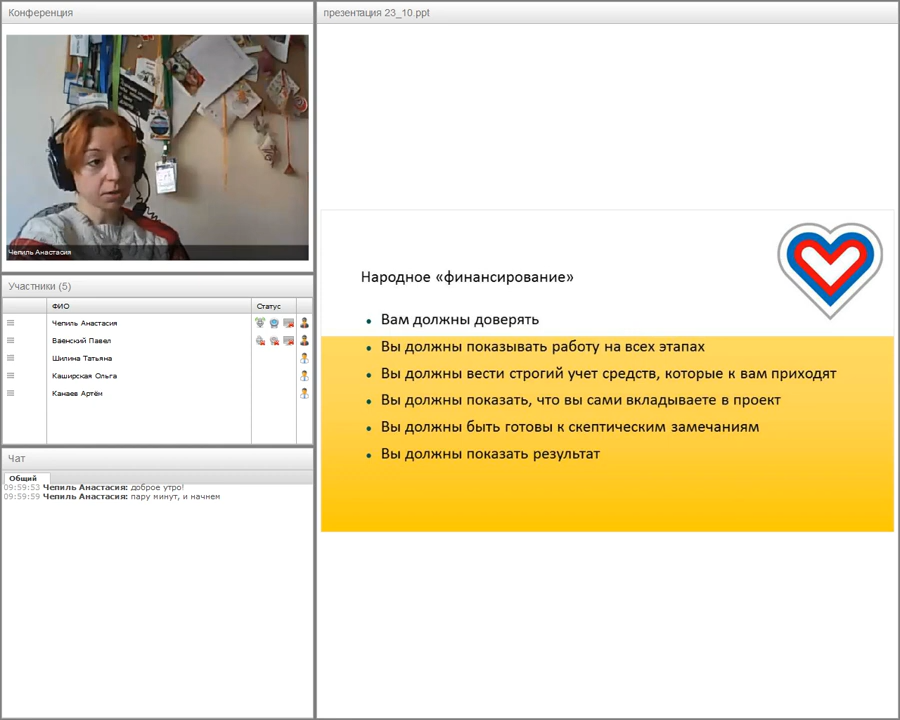 Конференция
Чепиль Анастасия
Участники (5)
ФИО
Статус
Чепиль Анастасия
Ваенский Павел
Шилина Татьяна
Каширская Ольга
Канаев Артём
Чат
Общий
09:59:53 Чепиль Анастасия: доброе утро!
09:59:59 Чепиль Анастасия: пару минут, и начнем
презентация 23_10.ppt
Народное «финансирование»
• Вам должны доверять
• Вы должны показывать работу на всех этапах
• Вы должны вести строгий учет средств, которые к вам приходят
• Вы должны показать, что вы сами вкладываете в проект
• Вы должны быть готовы к скептическим замечаниям
• Вы должны показать результат